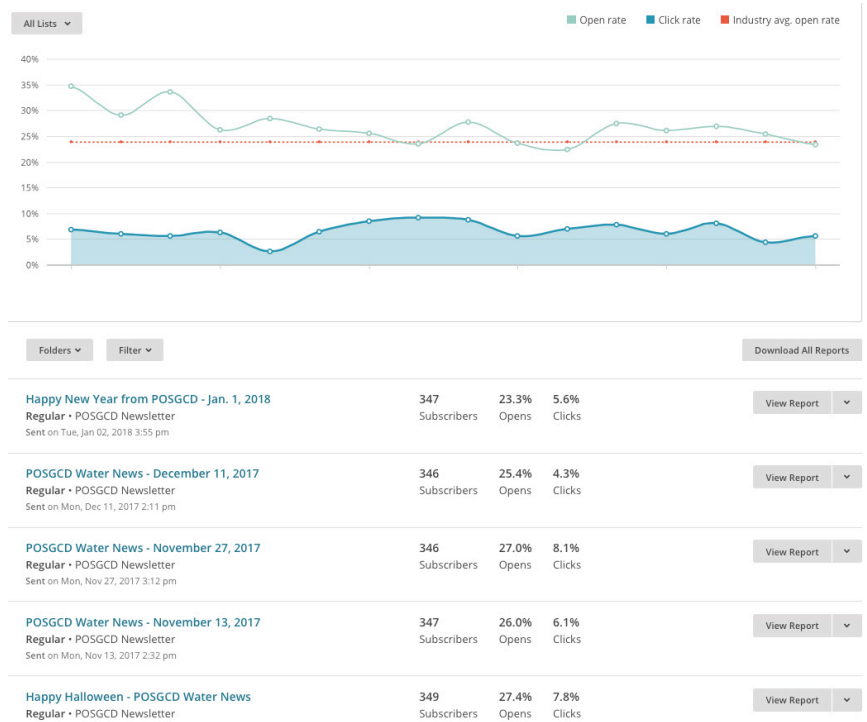 All Lists
Open rate Click rate Industry avg. open rate
40%
35%
30%
25%
20%
15%
10%
5%
0%
Folders Filter Download All Reports
Happy New Year from POSGCD - Jan. 1, 2018 347 23.3% 5.6% View Report
Regular • POSGCD Newsletter Subscribers Opens Clicks
Sent on Tue, Jan 02, 2018 3:55 pm
POSGCD Water News - December 11, 2017 346 25.4% 4.3% View Report
Regular • POSGCD Newsletter Subscribers Opens Clicks
Sent on Mon, Dec 11, 2017 2:11 pm
POSGCD Water News - November 27, 2017 346 27.0% 8.1% View Report
Regular • POSGCD Newsletter Subscribers Opens Clicks
Sent on Mon, Nov 27, 2017 3:12 pm
POSGCD Water News - November 13, 2017 347 26.0% 6.1% View Report
Regular • POSGCD Newsletter Subscribers Opens Clicks
Sent on Mon, Nov 13, 2017 2:32 pm
Happy Halloween - POSGCD Water News 349 27.4% 7.8% View Report
Regular • POSGCD Newsletter Subscribers Opens Clicks